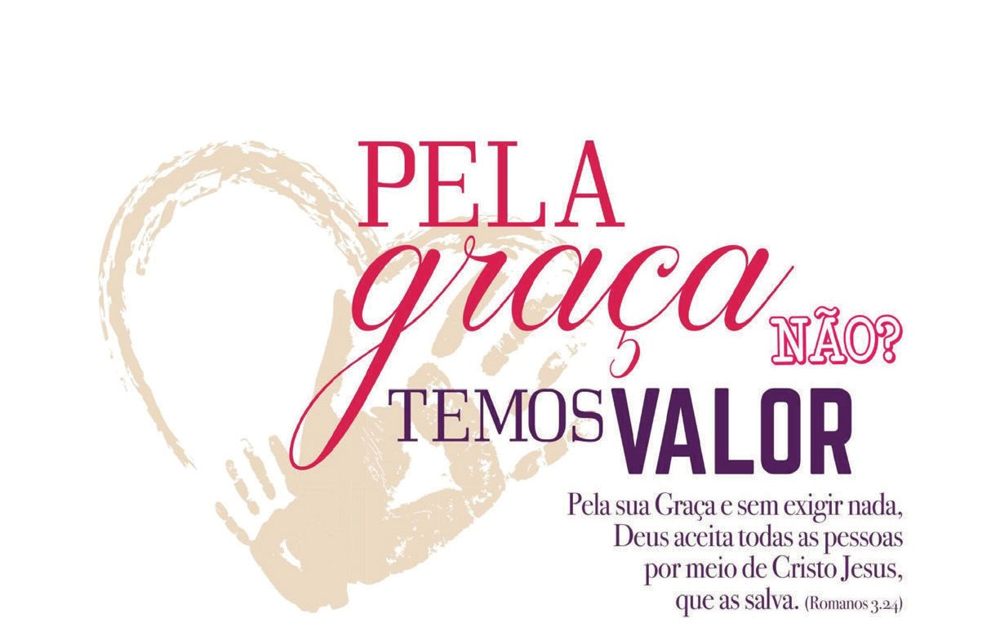 PELA
graça
NÃO?
TEMOS VALOR
Pela sua Graça e sem exigir nada,
Deus aceita todas as pessoas
por meio de Cristo Jesus,
que as salva. (Romanos 3.24)